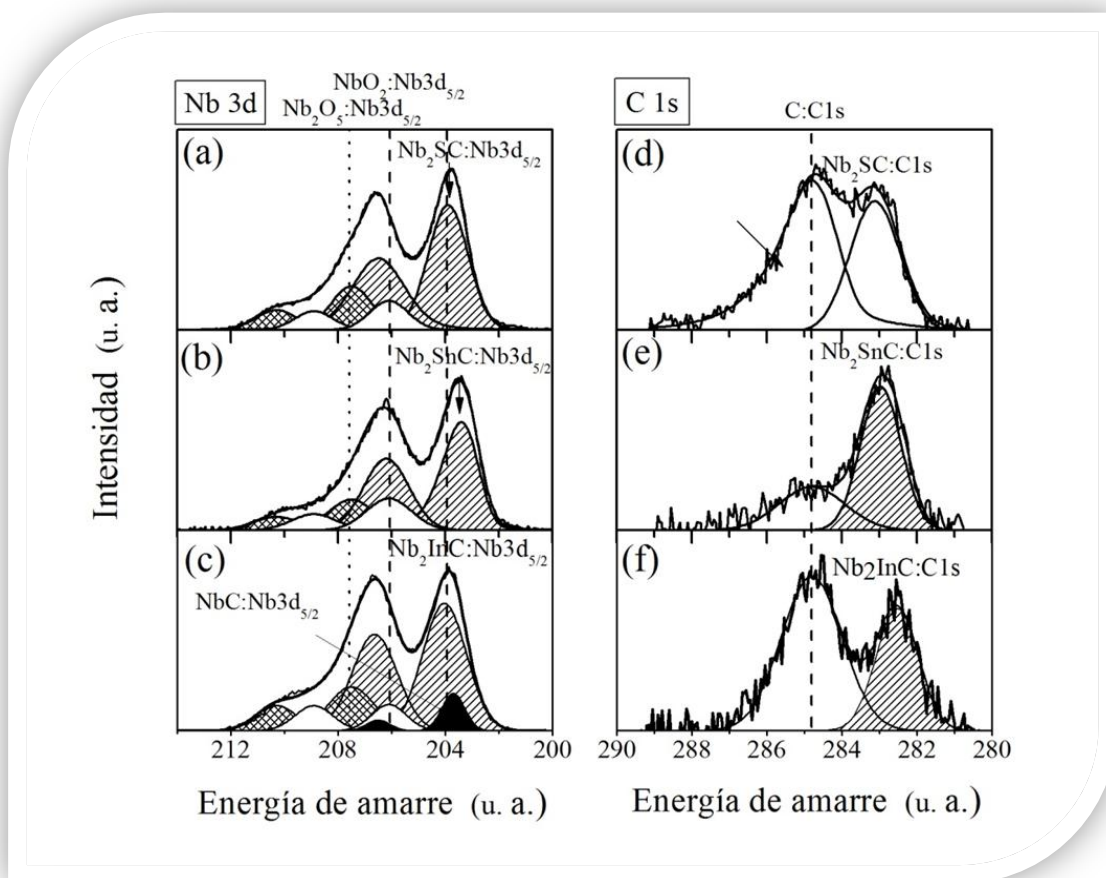 Nb 3d
NbO₂:Nb3d₅/₂
Nb₂O₅:Nb3d₅/₂
(a)
Nb₂SC:Nb3d₅/₂
(b)
Nb₂ShC:Nb3d₅/₂
(c)
Nb₂InC:Nb3d₅/₂
NbC:Nb3d₅/₂
212 208 204 200
Energía de amarre (u. a.)
Intensidad (u. a.)
C 1s
C:C1s
(d)
Nb₂SC:C1s
(e)
Nb₂SnC:C1s
(f)
Nb2InC:C1s
290 288 286 284 282 280
Energía de amarre (u. a.)